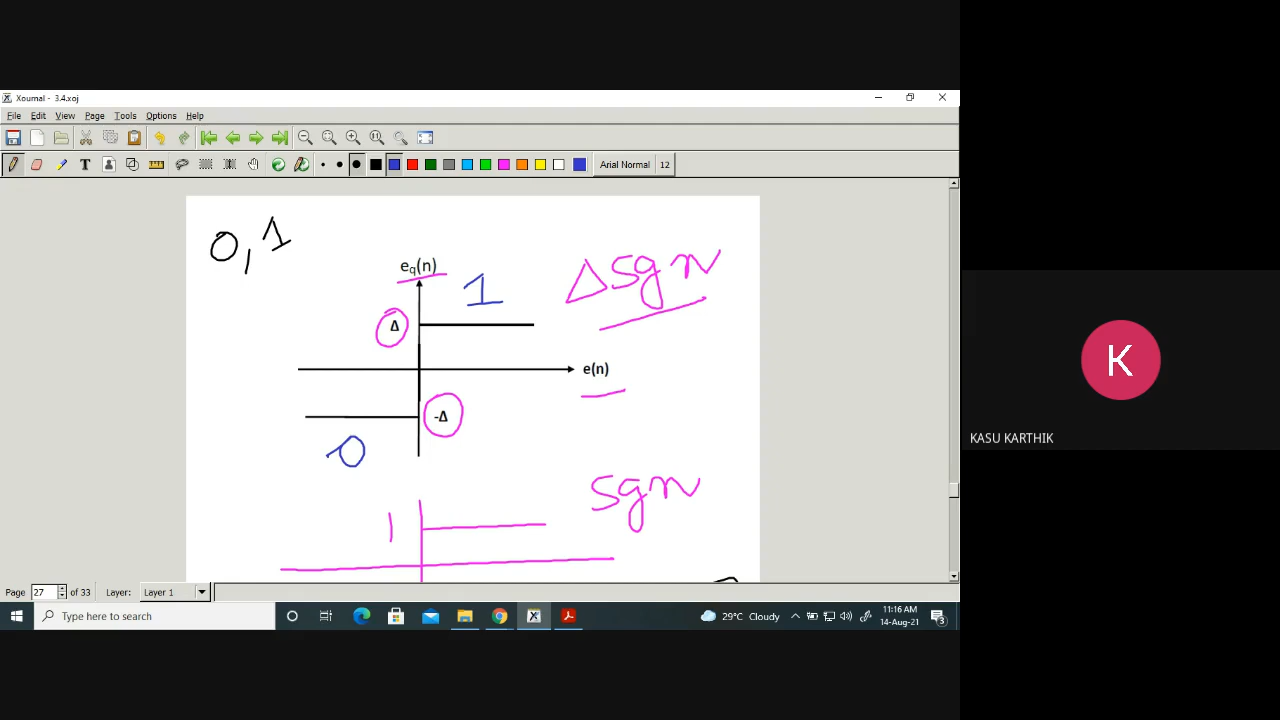 Xournal - 3.4.xoj
File Edit View Page Tools Options Help
T Arial Normal 12
0, 1
eq(n)
1
Δ sgn
Δ
e(n)
-Δ
0
sgn
1
Page 27 of 33 Layer: Layer 1
Type here to search
29°C Cloudy
11:16 AM
14-Aug-21
3
K
KASU KARTHIK